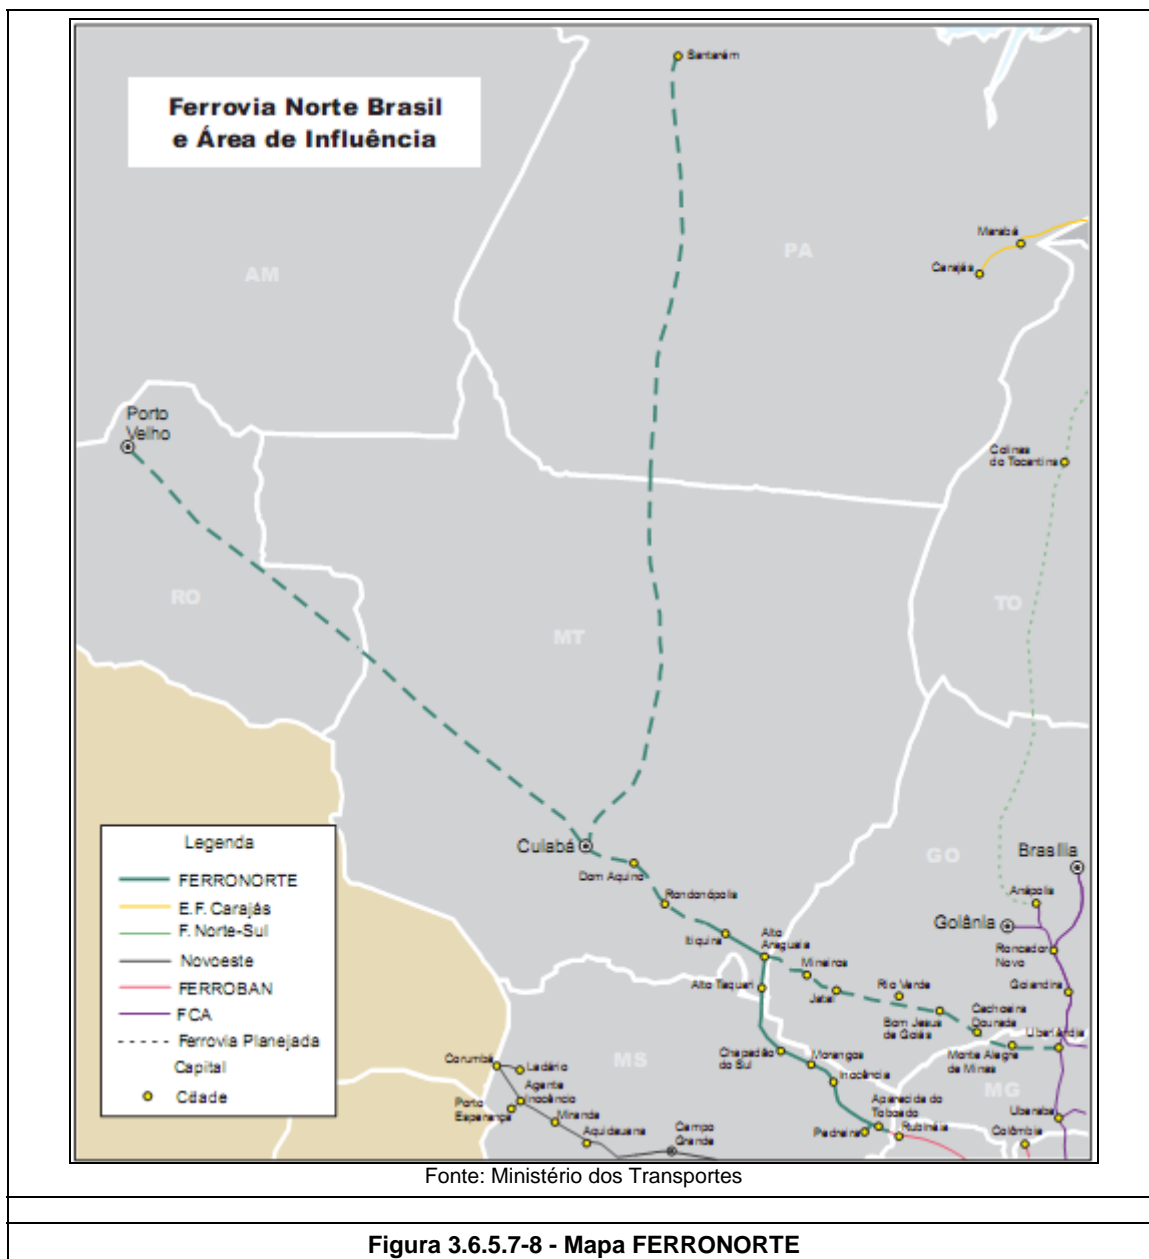 Ferrovia Norte Brasil
e Área de Influência
Santarém
AM
PA
Marabá
Carajás
Porto
Velho
Colinas
do Tocantins
RO
MT
TO
Cuiabá
Dom Aquino
Rondonópolis
Itiquira
Alto
Araguaia
Alto Taquari
GO
Brasília
Anápolis
Goiânia
Roncador
Novo
Mineiros
Jataí
Rio Verde
Goiandira
Bom Jesus
de Goiás
Cachoeira
Dourada
Uberlândia
Monte Alegre
de Minas
MS
Chapadão
do Sul
Morangos
Inocência
MG
Corumbá
Ladário
Agente
Inocêncio
Porto
Esperança
Miranda
Aquidauana
Campo
Grande
Aparecida do
Taboado
Pedreira
Rubinéia
Uberaba
Colômbia
Legenda
FERRONORTE
E.F. Carajás
F. Norte-Sul
Novoeste
FERROBAN
FCA
Ferrovia Planejada
Capital
Cidade
Fonte: Ministério dos Transportes
Figura 3.6.5.7-8 - Mapa FERRONORTE